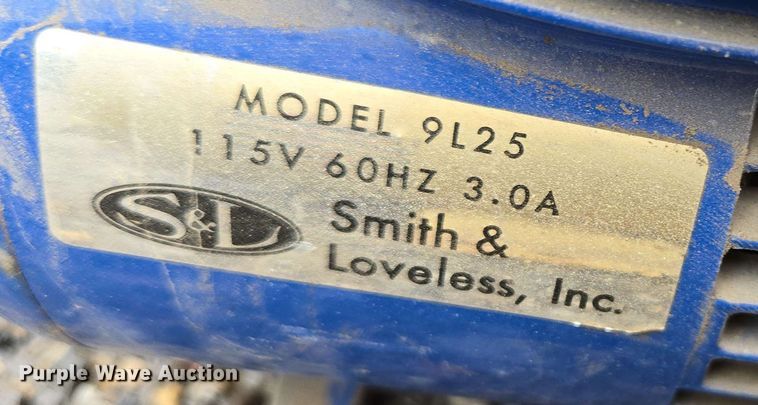 MODEL 9L25
115V 60HZ 3.0A
S&L
Smith &
Loveless, Inc.
Purple Wave Auction